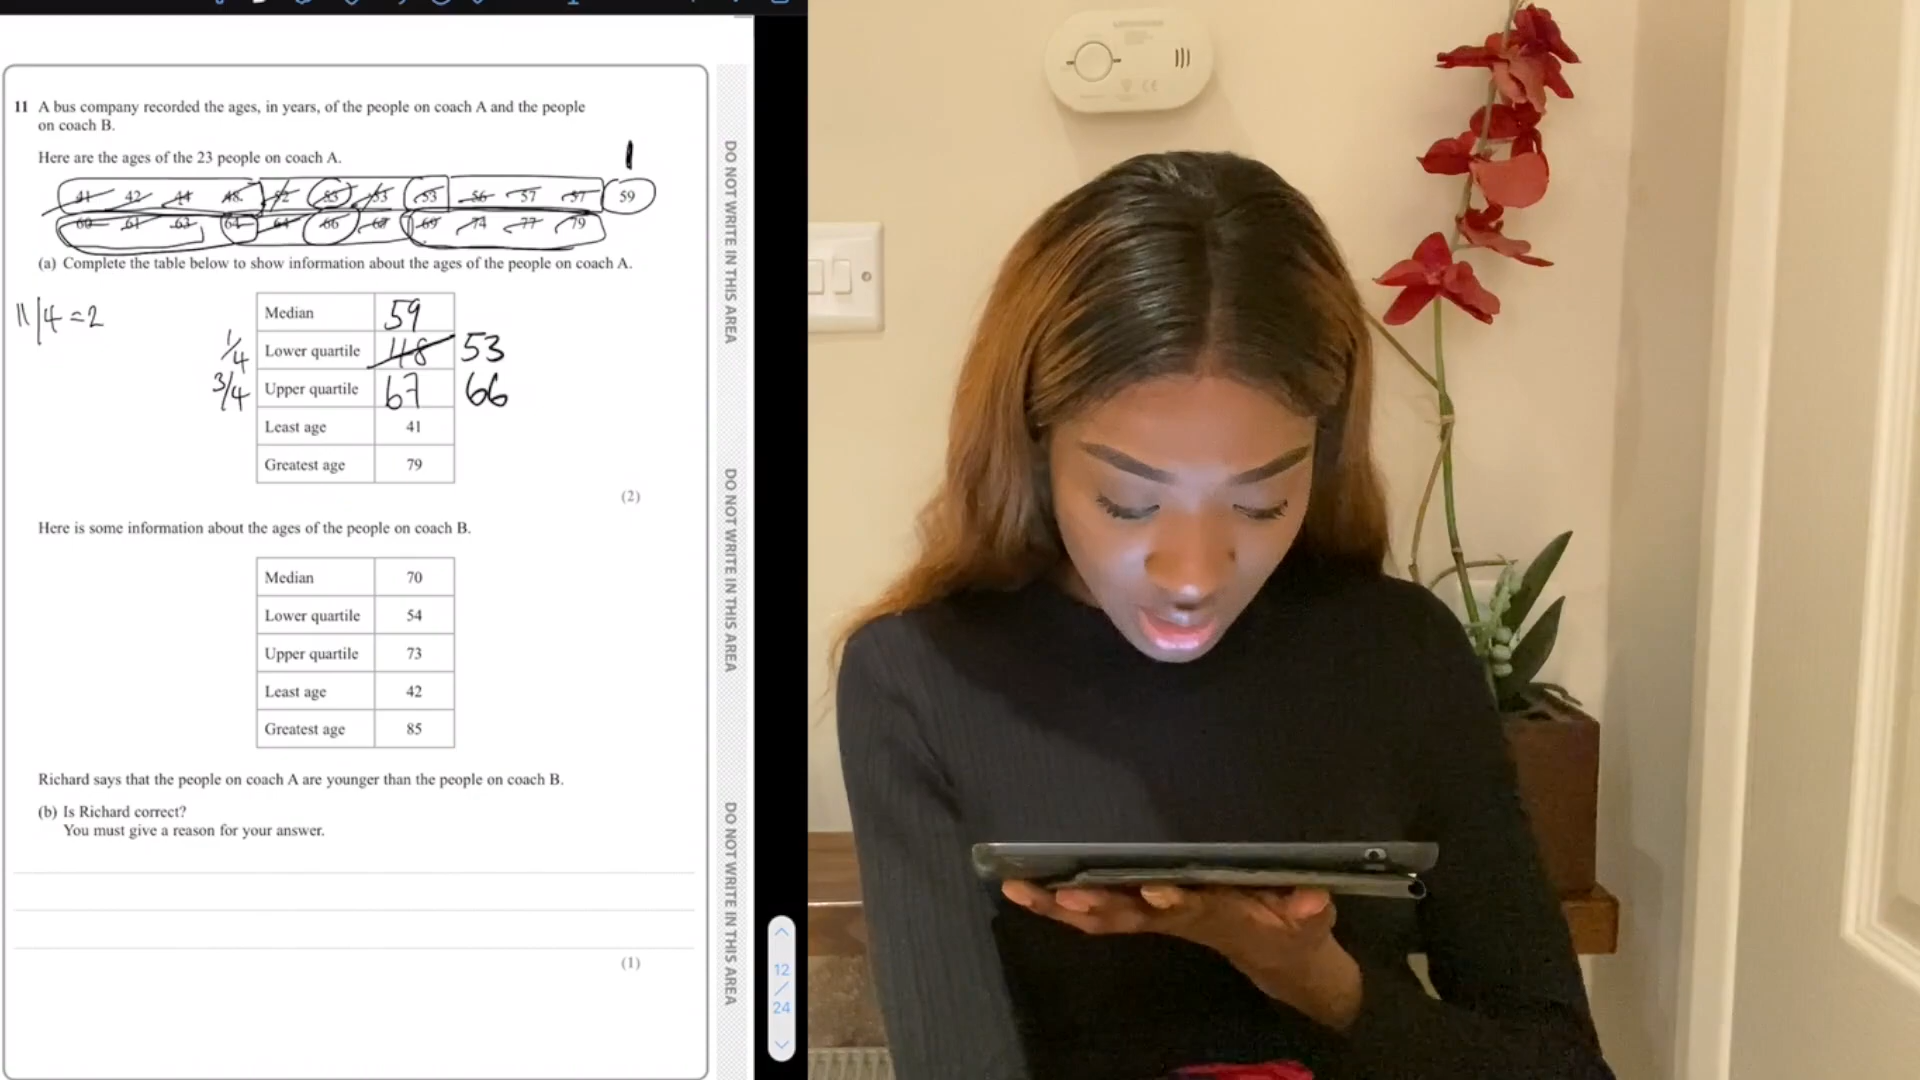 11 A bus company recorded the ages, in years, of the people on coach A and the people
on coach B.
Here are the ages of the 23 people on coach A.
1
41 42 44 48 52 53 53 53 56 57 57 59
60 61 63 64 64 66 67 69 74 77 79
(a) Complete the table below to show information about the ages of the people on coach A.
11/4=2
Median 59
1/4 Lower quartile 48 53
3/4 Upper quartile 67 66
Least age 41
Greatest age 79
(2)
Here is some information about the ages of the people on coach B.
Median 70
Lower quartile 54
Upper quartile 73
Least age 42
Greatest age 85
Richard says that the people on coach A are younger than the people on coach B.
(b) Is Richard correct?
You must give a reason for your answer.
(1)
DO NOT WRITE IN THIS AREA
DO NOT WRITE IN THIS AREA
DO NOT WRITE IN THIS AREA
12
/
24